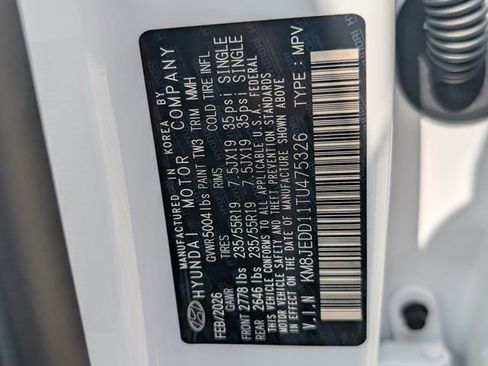 MANUFACTURED IN KOREA BY
HYUNDAI MOTOR COMPANY
FEB/2026 GVWR 5004 lbs PAINT TW3 TRIM MMH
GAWR TIRES RIMS COLD TIRE INFL
FRONT 2778 lbs 235/55R19 7.5JX19 35psi SINGLE
REAR 2646 lbs 235/55R19 7.5JX19 35psi SINGLE
THIS VEHICLE CONFORMS TO ALL APPLICABLE U.S.A FEDERAL
MOTOR VEHICLE SAFETY AND THEFT PREVENTION STANDARDS
IN EFFECT ON THE DATE OF MANUFACTURE SHOWN ABOVE
V.I.N : KM8JEDD11TU475326 TYPE : MPV